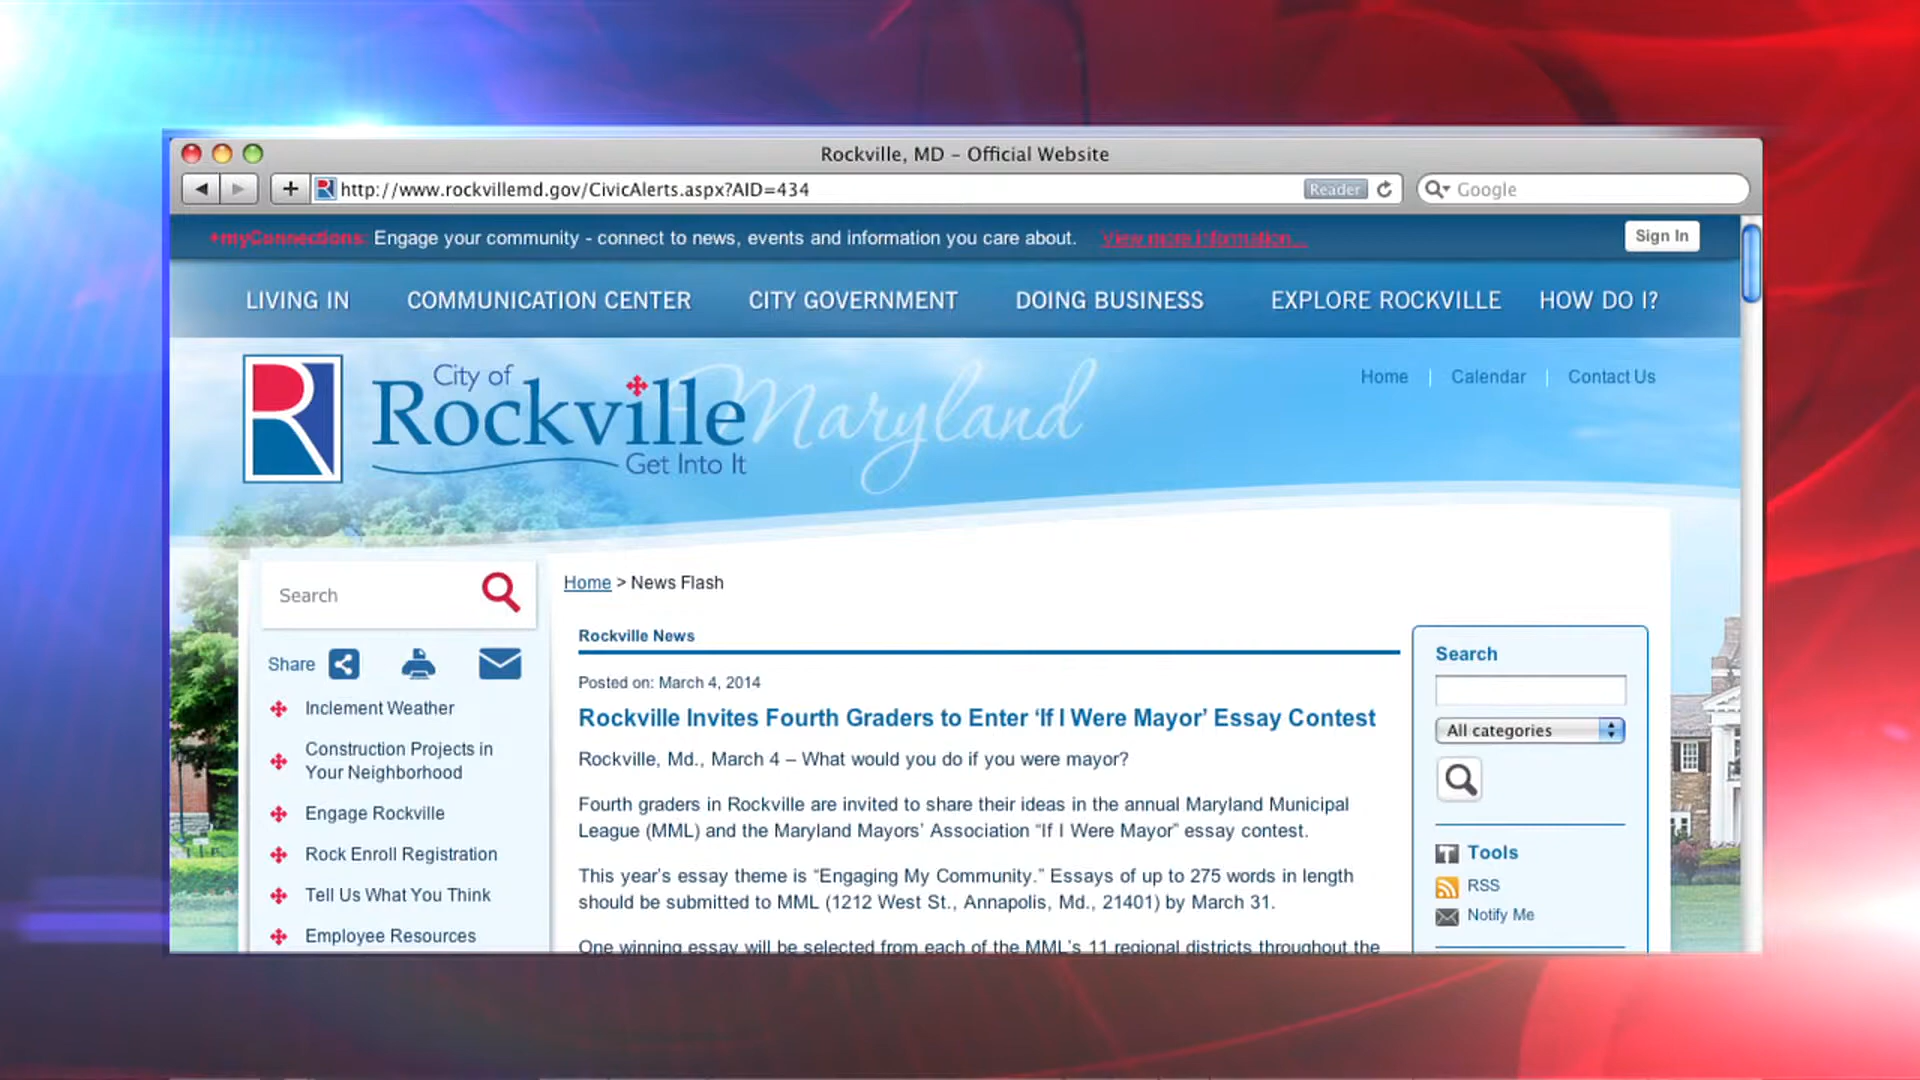 Rockville, MD – Official Website
http://www.rockvillemd.gov/CivicAlerts.aspx?AID=434
Reader
Google
+myConnections: Engage your community - connect to news, events and information you care about. View more information...
Sign In
LIVING IN COMMUNICATION CENTER CITY GOVERNMENT DOING BUSINESS EXPLORE ROCKVILLE HOW DO I?
R
City of
Rockville
Get Into It
Maryland
Home | Calendar | Contact Us
Search
Share
Inclement Weather
Construction Projects in
Your Neighborhood
Engage Rockville
Rock Enroll Registration
Tell Us What You Think
Employee Resources
Home > News Flash
Rockville News
Posted on: March 4, 2014
Rockville Invites Fourth Graders to Enter ‘If I Were Mayor’ Essay Contest
Rockville, Md., March 4 – What would you do if you were mayor?
Fourth graders in Rockville are invited to share their ideas in the annual Maryland Municipal
League (MML) and the Maryland Mayors’ Association “If I Were Mayor” essay contest.
This year’s essay theme is “Engaging My Community.” Essays of up to 275 words in length
should be submitted to MML (1212 West St., Annapolis, Md., 21401) by March 31.
One winning essay will be selected from each of the MML’s 11 regional districts throughout the
Search
All categories
Tools
RSS
Notify Me